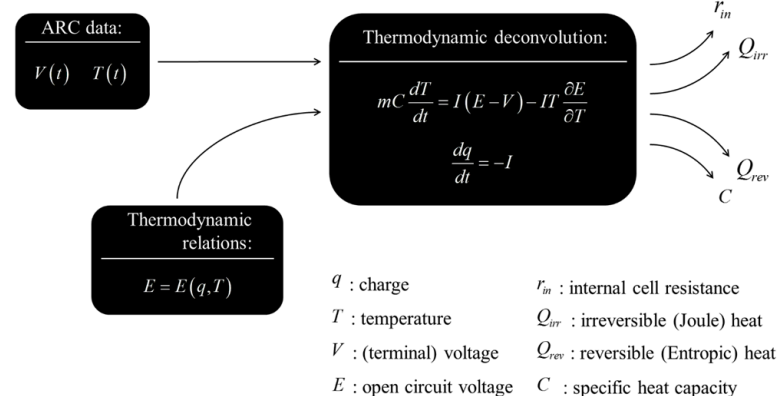 ARC data:
V(t) T(t)
Thermodynamic deconvolution:
mC dT/dt = I(E − V) − IT ∂E/∂T
dq/dt = −I
r_in
Q_irr
Q_rev
C
Thermodynamic
relations:
E = E(q,T)
q : charge
T : temperature
V : (terminal) voltage
E : open circuit voltage
r_in : internal cell resistance
Q_irr : irreversible (Joule) heat
Q_rev : reversible (Entropic) heat
C : specific heat capacity